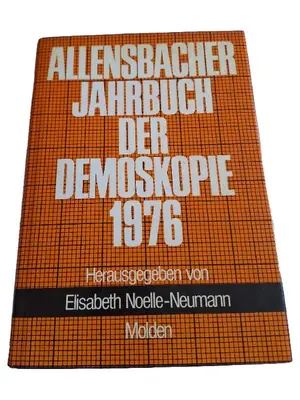 ALLENSBACHER
JAHRBUCH
DER
DEMOSKOPIE
1976
Herausgegeben von
Elisabeth Noelle-Neumann
Molden